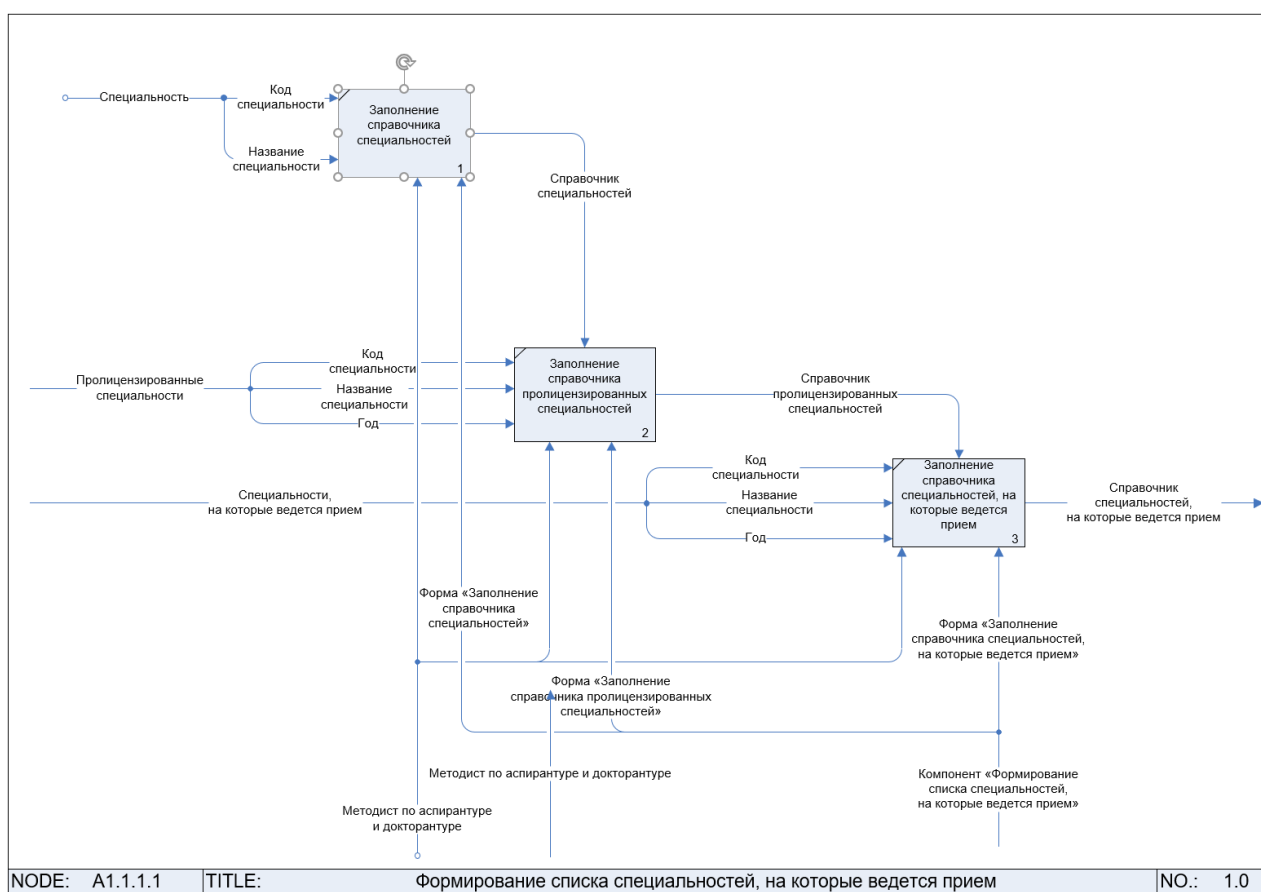 Специальность
Код
специальности
Название
специальности
Заполнение
справочника
специальностей
1
Справочник
специальностей
Пролицензированные
специальности
Код
специальности
Название
специальности
Год
Заполнение
справочника
пролицензированных
специальностей
2
Справочник
пролицензированных
специальностей
Специальности,
на которые ведется прием
Код
специальности
Название
специальности
Год
Заполнение
справочника
специальностей, на
которые ведется
прием
3
Справочник
специальностей,
на которые ведется прием
Форма «Заполнение
справочника
специальностей»
Форма «Заполнение
справочника специальностей,
на которые ведется прием»
Форма «Заполнение
справочника пролицензированных
специальностей»
Методист по аспирантуре и докторантуре
Компонент «Формирование
списка специальностей,
на которые ведется прием»
Методист по аспирантуре
и докторантуре
NODE: A1.1.1.1 TITLE: Формирование списка специальностей, на которые ведется прием NO.: 1.0